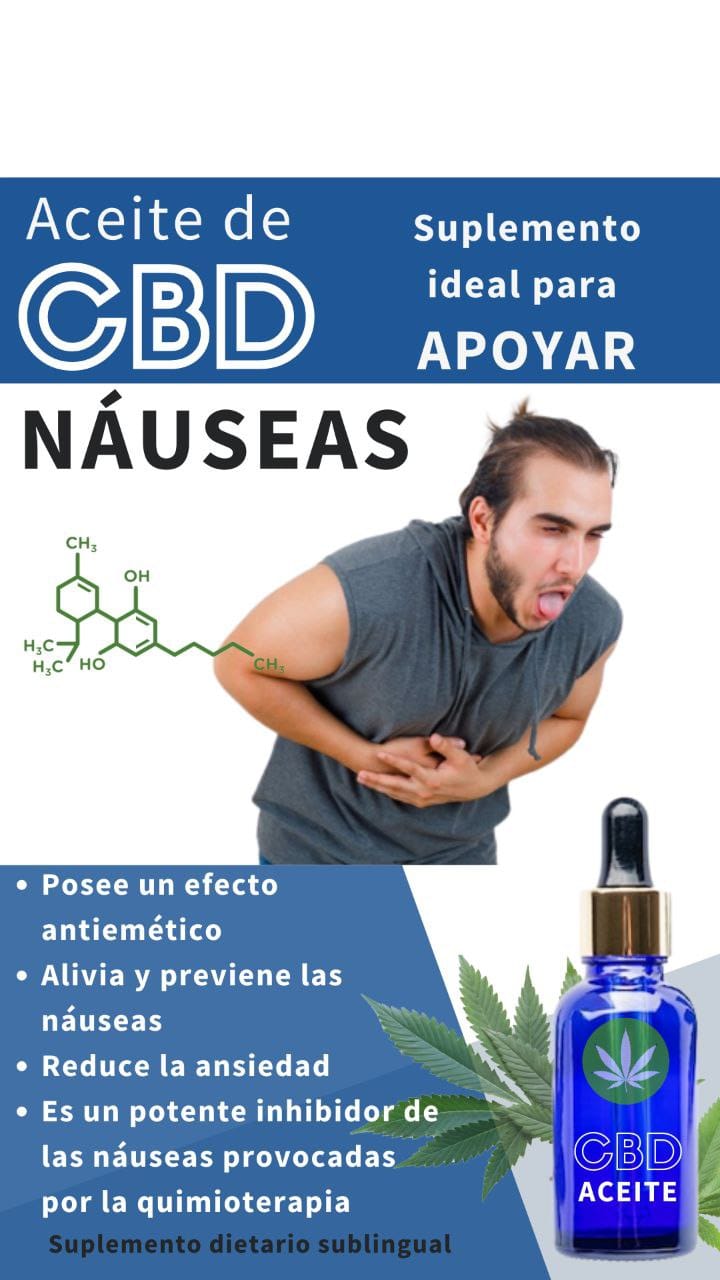 Aceite de
CBD
Suplemento
ideal para
APOYAR
NÁUSEAS
CH₃
OH
H₃C
H₃C
HO
CH₃
• Posee un efecto
antiemético
• Alivia y previene las
náuseas
• Reduce la ansiedad
• Es un potente inhibidor de
las náuseas provocadas
por la quimioterapia
Suplemento dietario sublingual
CBD
ACEITE